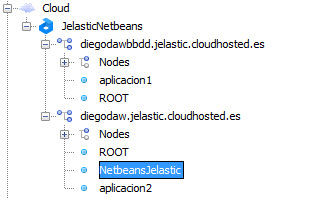 Cloud
JelasticNetbeans
diegodawbbdd.jelastic.cloudhosted.es
Nodes
aplicacion1
ROOT
diegodaw.jelastic.cloudhosted.es
Nodes
ROOT
NetbeansJelastic
aplicacion2